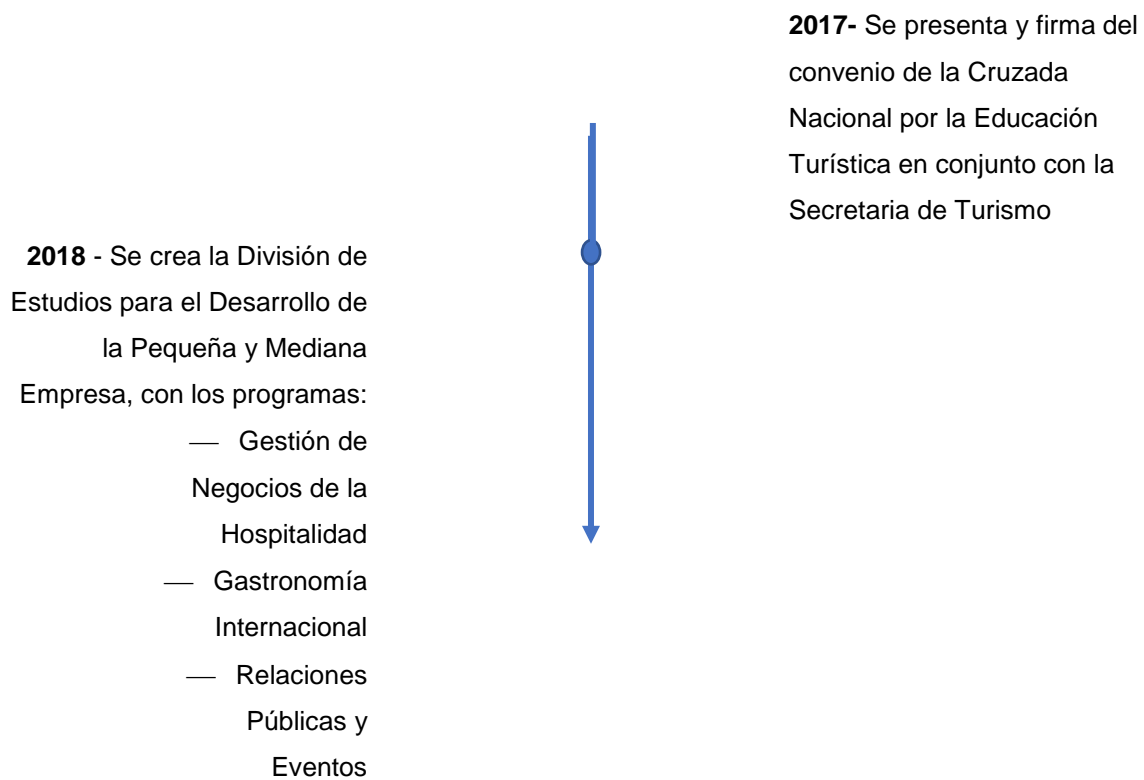 2017- Se presenta y firma del
convenio de la Cruzada
Nacional por la Educación
Turística en conjunto con la
Secretaria de Turismo
2018 - Se crea la División de
Estudios para el Desarrollo de
la Pequeña y Mediana
Empresa, con los programas:
— Gestión de
Negocios de la
Hospitalidad
— Gastronomía
Internacional
— Relaciones
Públicas y
Eventos